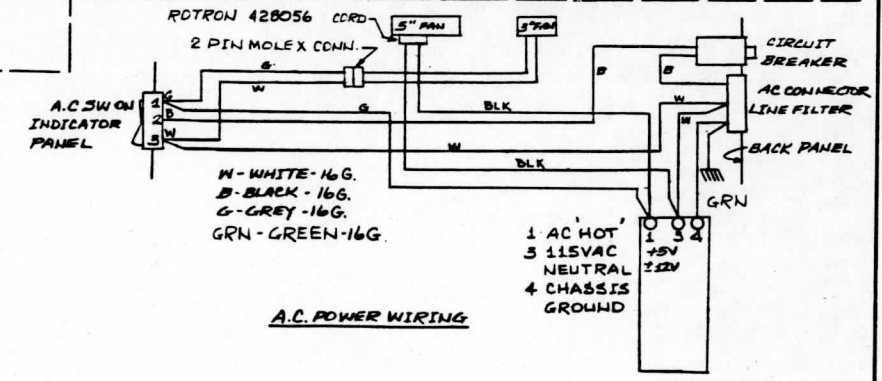 ROTRON 428056 CORD
5" FAN
3" FAN
2 PIN MOLEX CONN.
CIRCUIT
BREAKER
G
W
B
B
A.C SW ON
INDICATOR
PANEL
1
2
3
G
B
W
G
BLK
W
W
AC CONNECTOR
LINE FILTER
W
BLK
BACK PANEL
W - WHITE - 16G.
B - BLACK - 16G.
G - GREY - 16G.
GRN - GREEN - 16G.
GRN
1 AC 'HOT'
3 115VAC
NEUTRAL
4 CHASSIS
GROUND
1 3 4
+5V
±12V
A.C. POWER WIRING